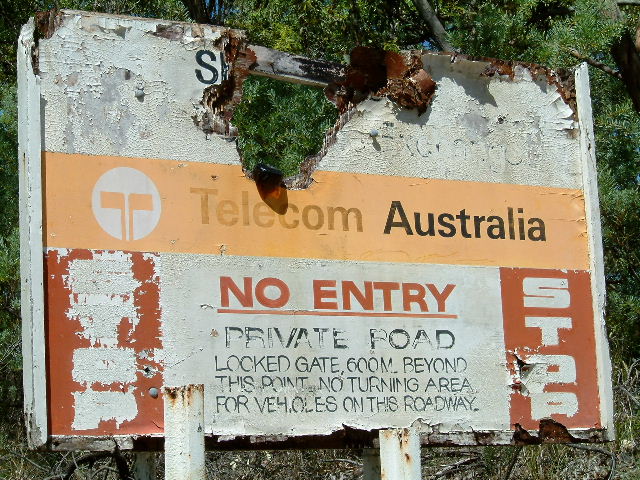 Telecom Australia
STOP
NO ENTRY
PRIVATE ROAD
LOCKED GATE, 600M. BEYOND
THIS POINT. NO TURNING AREA
FOR VEHICLES ON THIS ROADWAY.
STOP